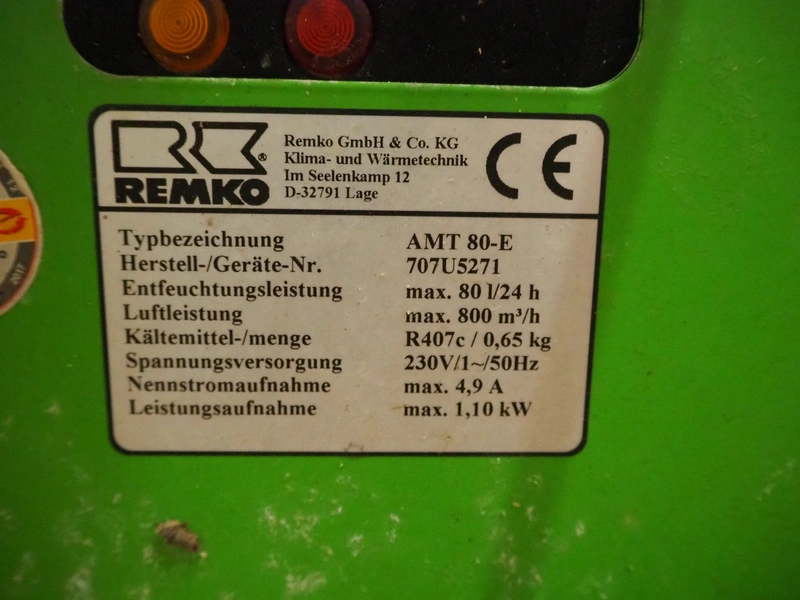 REMKO
Remko GmbH & Co. KG
Klima- und Wärmetechnik
Im Seelenkamp 12
D-32791 Lage
CE
Typbezeichnung AMT 80-E
Herstell-/Geräte-Nr. 707U5271
Entfeuchtungsleistung max. 80 l/24 h
Luftleistung max. 800 m³/h
Kältemittel-/menge R407c / 0,65 kg
Spannungsversorgung 230V/1~/50Hz
Nennstromaufnahme max. 4,9 A
Leistungsaufnahme max. 1,10 kW
2017